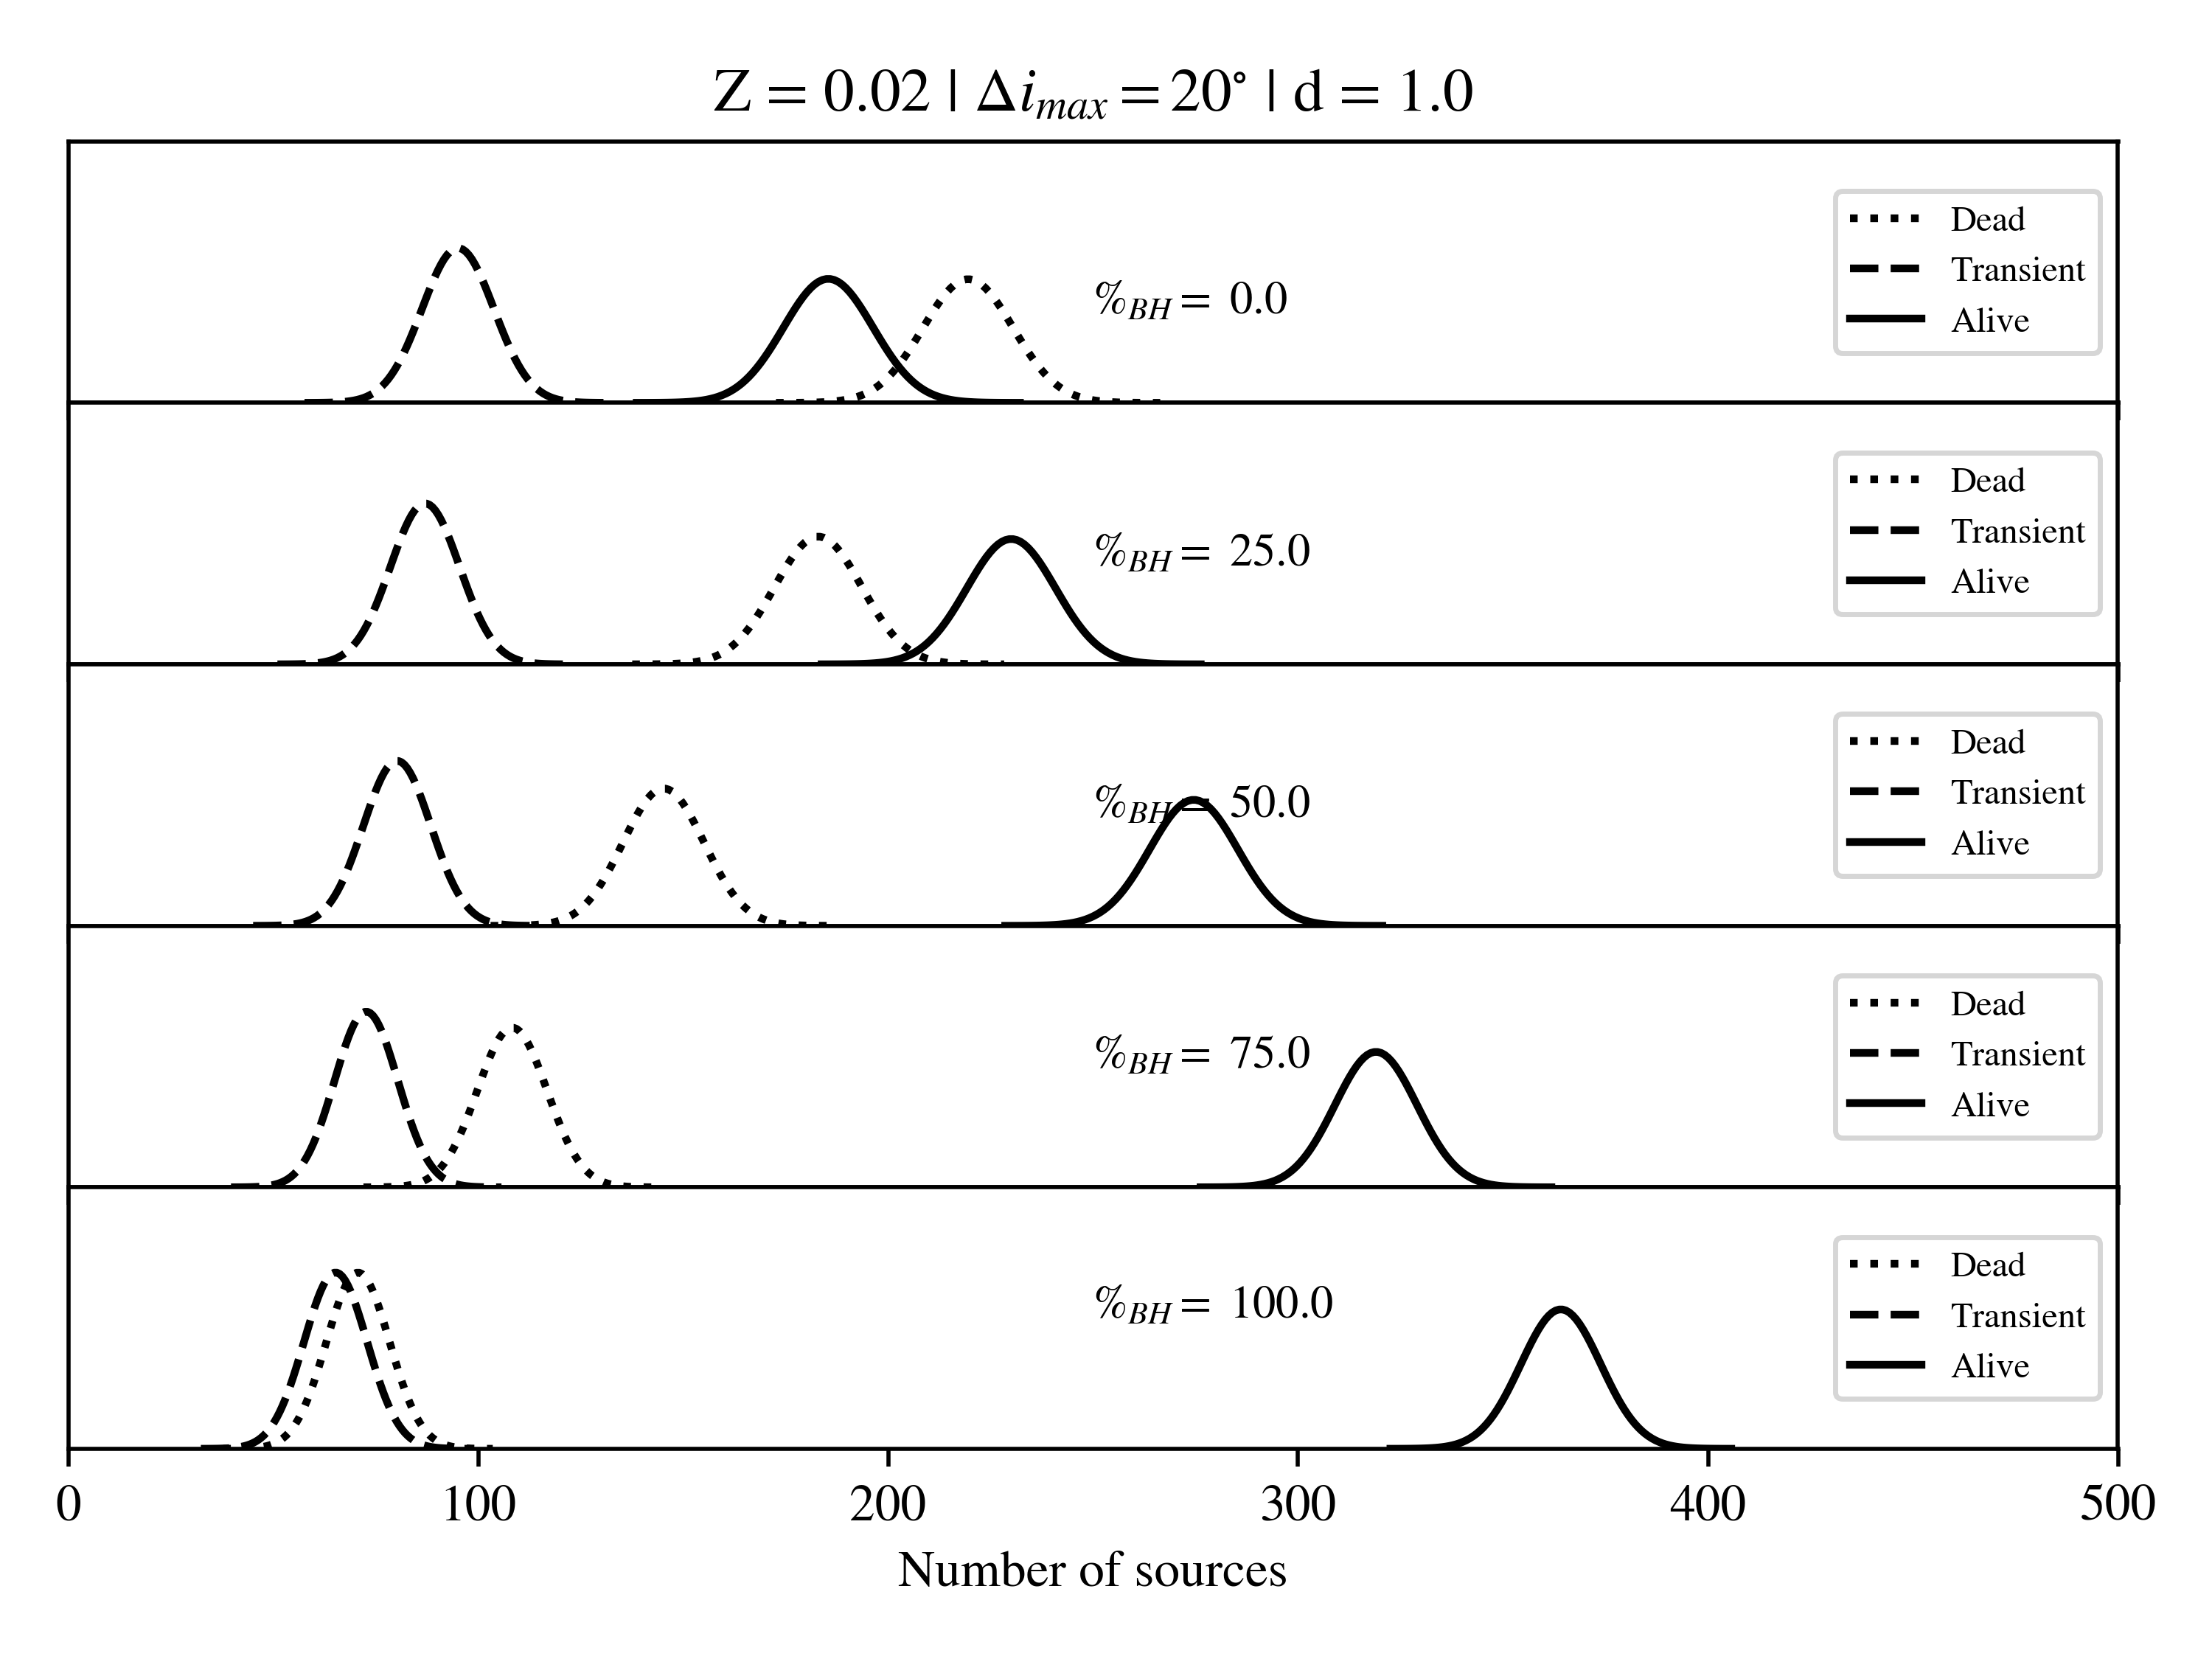 Z = 0.02 | Δi_max = 20° | d = 1.0
%_BH = 0.0
Dead
Transient
Alive
%_BH = 25.0
Dead
Transient
Alive
%_BH = 50.0
Dead
Transient
Alive
%_BH = 75.0
Dead
Transient
Alive
%_BH = 100.0
Dead
Transient
Alive
0 100 200 300 400 500
Number of sources